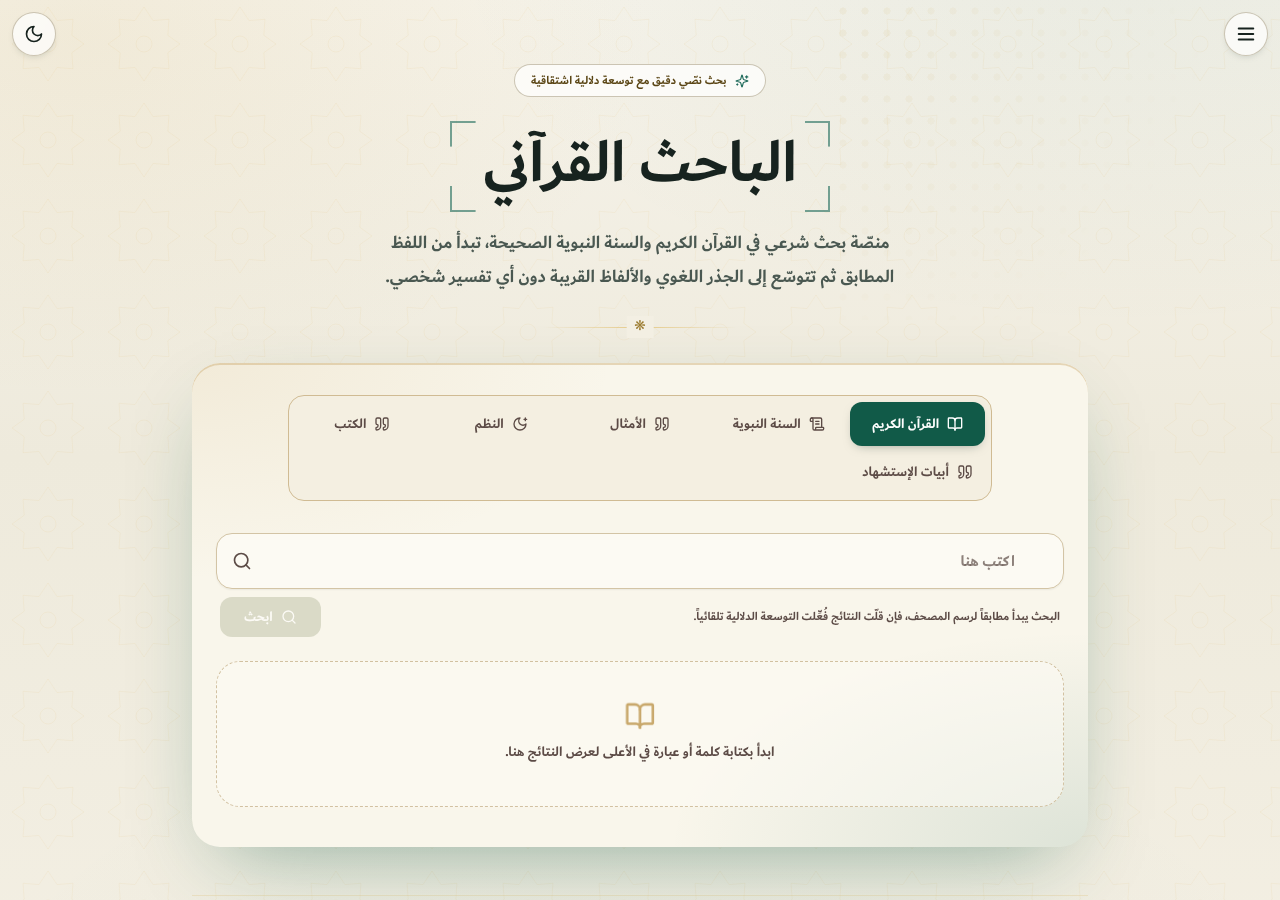 بحث نصّي دقيق مع توسعة دلالية اشتقاقية
الباحث القرآني
منصّة بحث شرعي في القرآن الكريم والسنة النبوية الصحيحة، تبدأ من اللفظ
المطابق ثم تتوسّع إلى الجذر اللغوي والألفاظ القريبة دون أي تفسير شخصي.
القرآن الكريم
السنة النبوية
الأمثال
النظم
الكتب
أبيات الإستشهاد
اكتب هنا
البحث يبدأ مطابقاً لرسم المصحف، فإن قلّت النتائج فُعِّلت التوسعة الدلالية تلقائياً.
ابحث
ابدأ بكتابة كلمة أو عبارة في الأعلى لعرض النتائج هنا.